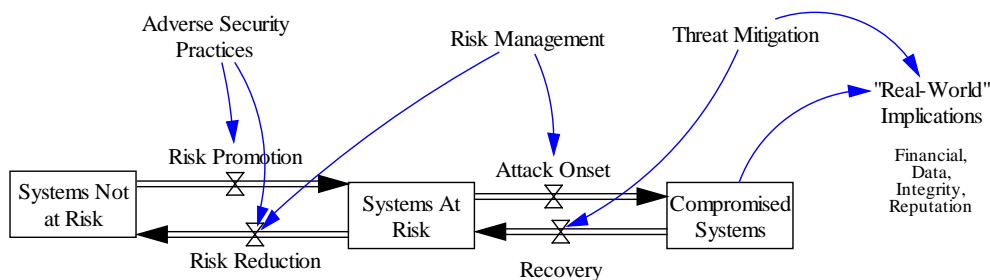 Adverse Security
Practices
Risk Management
Threat Mitigation
"Real-World"
Implications
Financial,
Data,
Integrity,
Reputation
Risk Promotion
Attack Onset
Systems Not
at Risk
Systems At
Risk
Compromised
Systems
Risk Reduction
Recovery